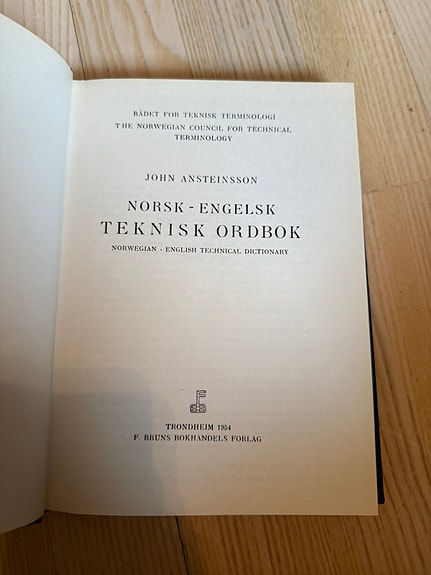 RÅDET FOR TEKNISK TERMINOLOGI
THE NORWEGIAN COUNCIL FOR TECHNICAL
TERMINOLOGY
JOHN ANSTEINSSON
NORSK - ENGELSK
TEKNISK ORDBOK
NORWEGIAN - ENGLISH TECHNICAL DICTIONARY
TRONDHEIM 1954
F. BRUNS BOKHANDELS FORLAG